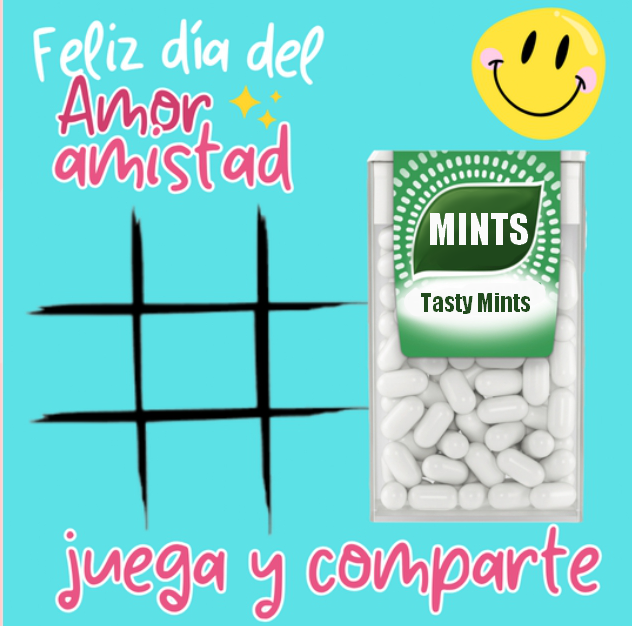 Feliz día del
Amor
amistad
MINTS
Tasty Mints
juega y comparte